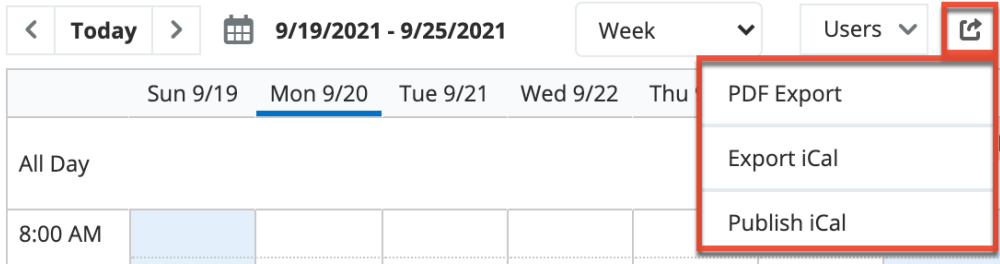 Today 9/19/2021 - 9/25/2021 Week Users
Sun 9/19 Mon 9/20 Tue 9/21 Wed 9/22 Thu
PDF Export
Export iCal
All Day
Publish iCal
8:00 AM